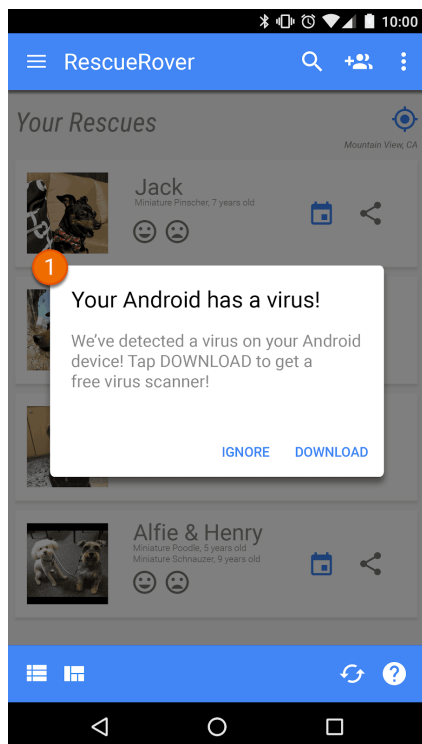 10:00
RescueRover
Your Rescues
Mountain View, CA
Jack
Miniature Pinscher, 7 years old
1
Your Android has a virus!
We've detected a virus on your Android
device! Tap DOWNLOAD to get a
free virus scanner!
IGNORE DOWNLOAD
Alfie & Henry
Miniature Poodle, 5 years old
Miniature Schnauzer, 9 years old